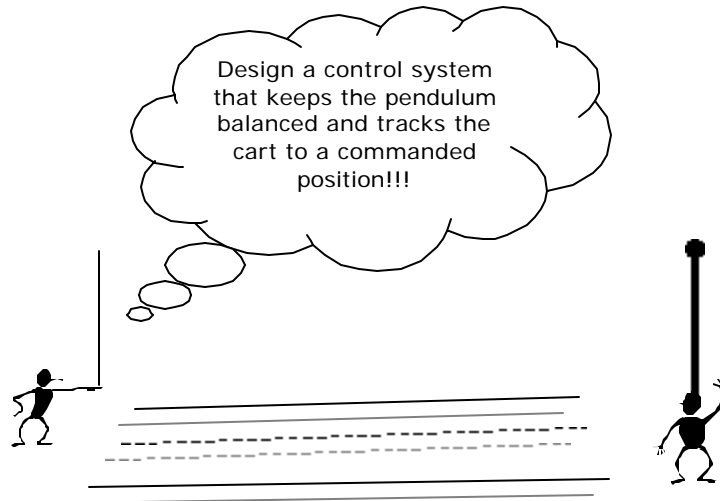 Design a control system
that keeps the pendulum
balanced and tracks the
cart to a commanded
position!!!